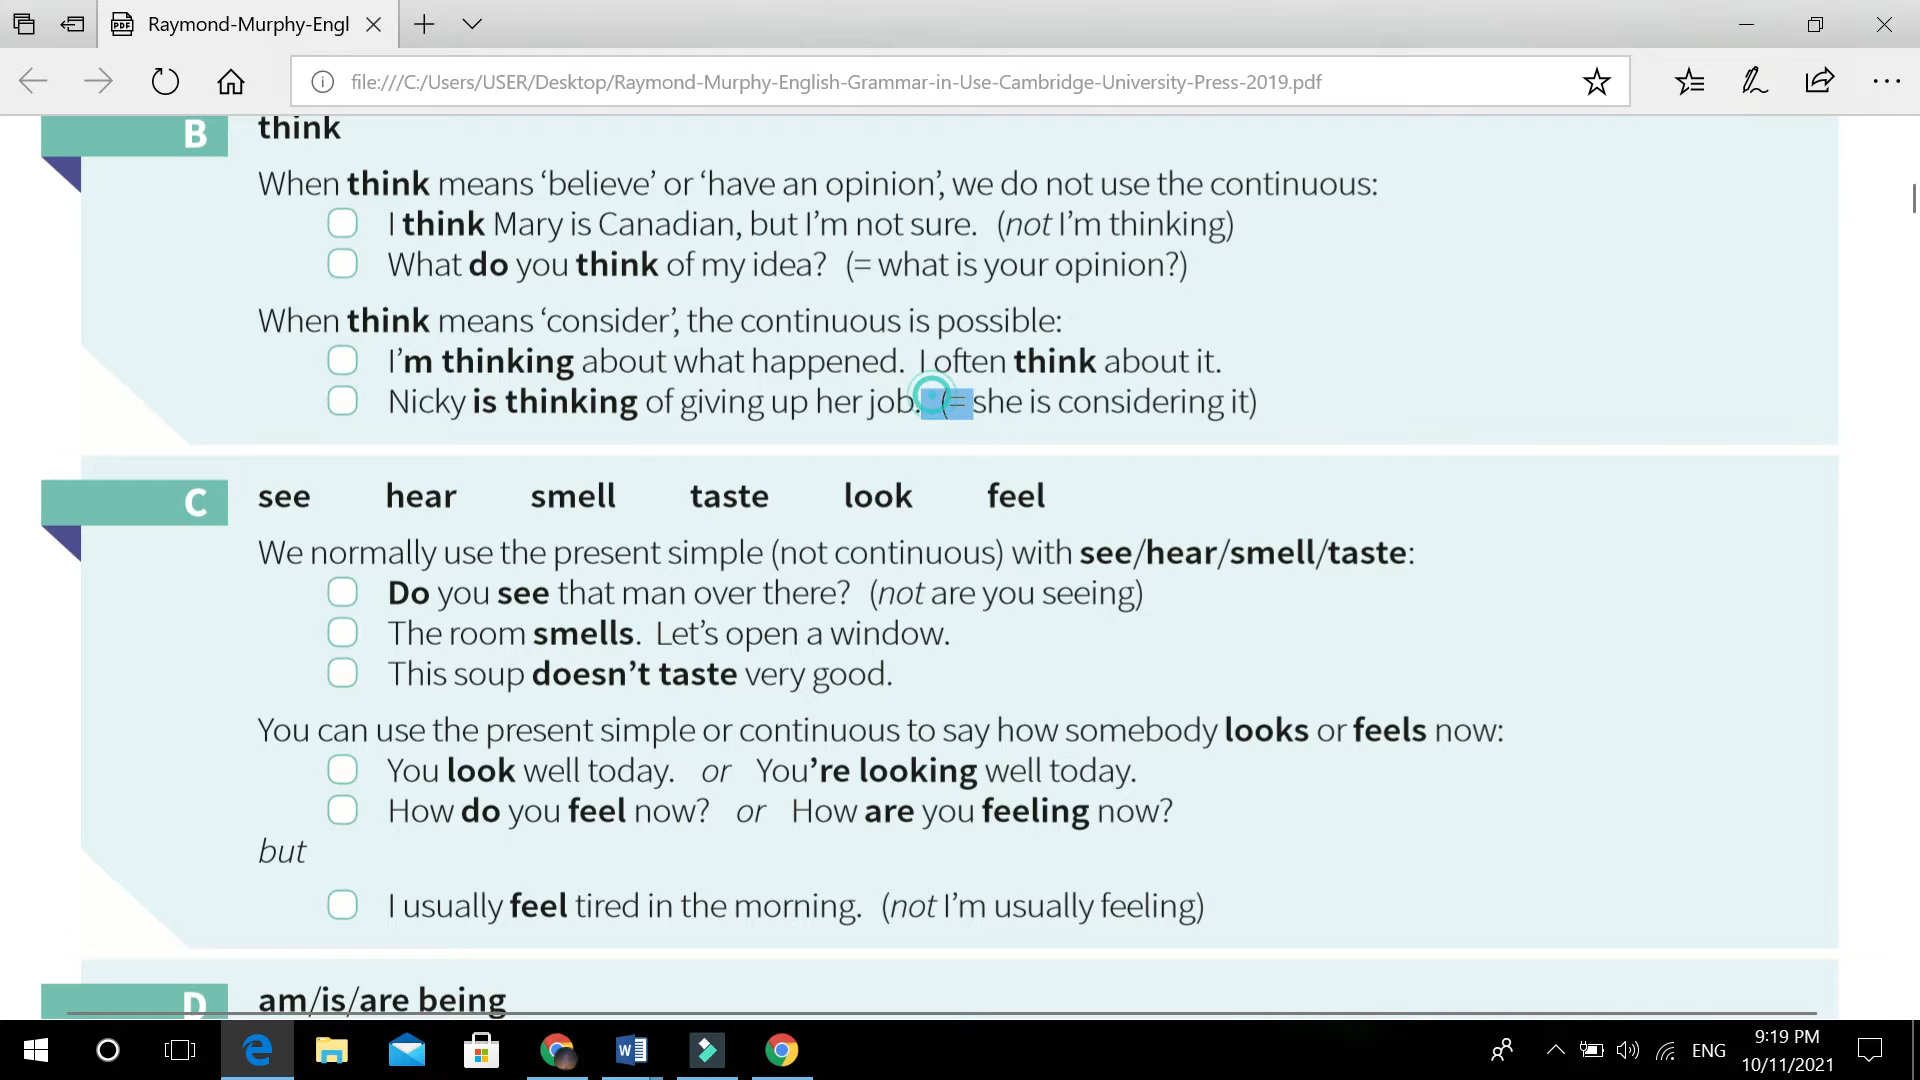 Raymond-Murphy-Engl
file:///C:/Users/USER/Desktop/Raymond-Murphy-English-Grammar-in-Use-Cambridge-University-Press-2019.pdf
B think
When think means ‘believe’ or ‘have an opinion’, we do not use the continuous:
I think Mary is Canadian, but I’m not sure. (not I’m thinking)
What do you think of my idea? (= what is your opinion?)
When think means ‘consider’, the continuous is possible:
I’m thinking about what happened. I often think about it.
Nicky is thinking of giving up her job. (= she is considering it)
C see hear smell taste look feel
We normally use the present simple (not continuous) with see/hear/smell/taste:
Do you see that man over there? (not are you seeing)
The room smells. Let’s open a window.
This soup doesn’t taste very good.
You can use the present simple or continuous to say how somebody looks or feels now:
You look well today. or You’re looking well today.
How do you feel now? or How are you feeling now?
but
I usually feel tired in the morning. (not I’m usually feeling)
D am/is/are being
ENG
9:19 PM
10/11/2021